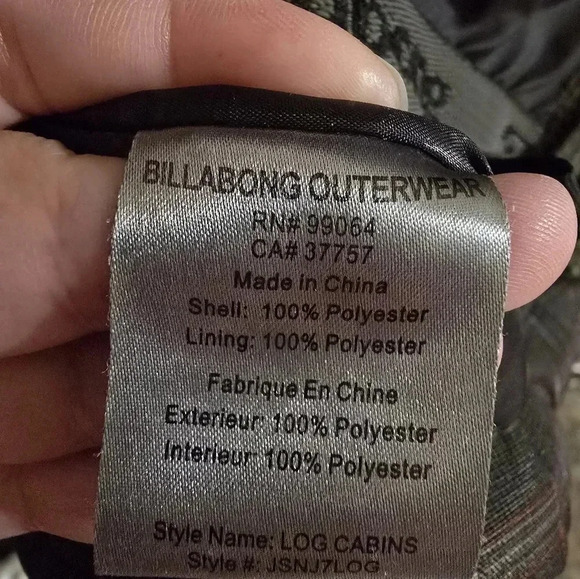 BILLABONG OUTERWEAR
RN# 99064
CA# 37757
Made in China
Shell: 100% Polyester
Lining: 100% Polyester
Fabrique En Chine
Exterieur: 100% Polyester
Interieur: 100% Polyester
Style Name: LOG CABINS
Style #: JSNJ7LOG